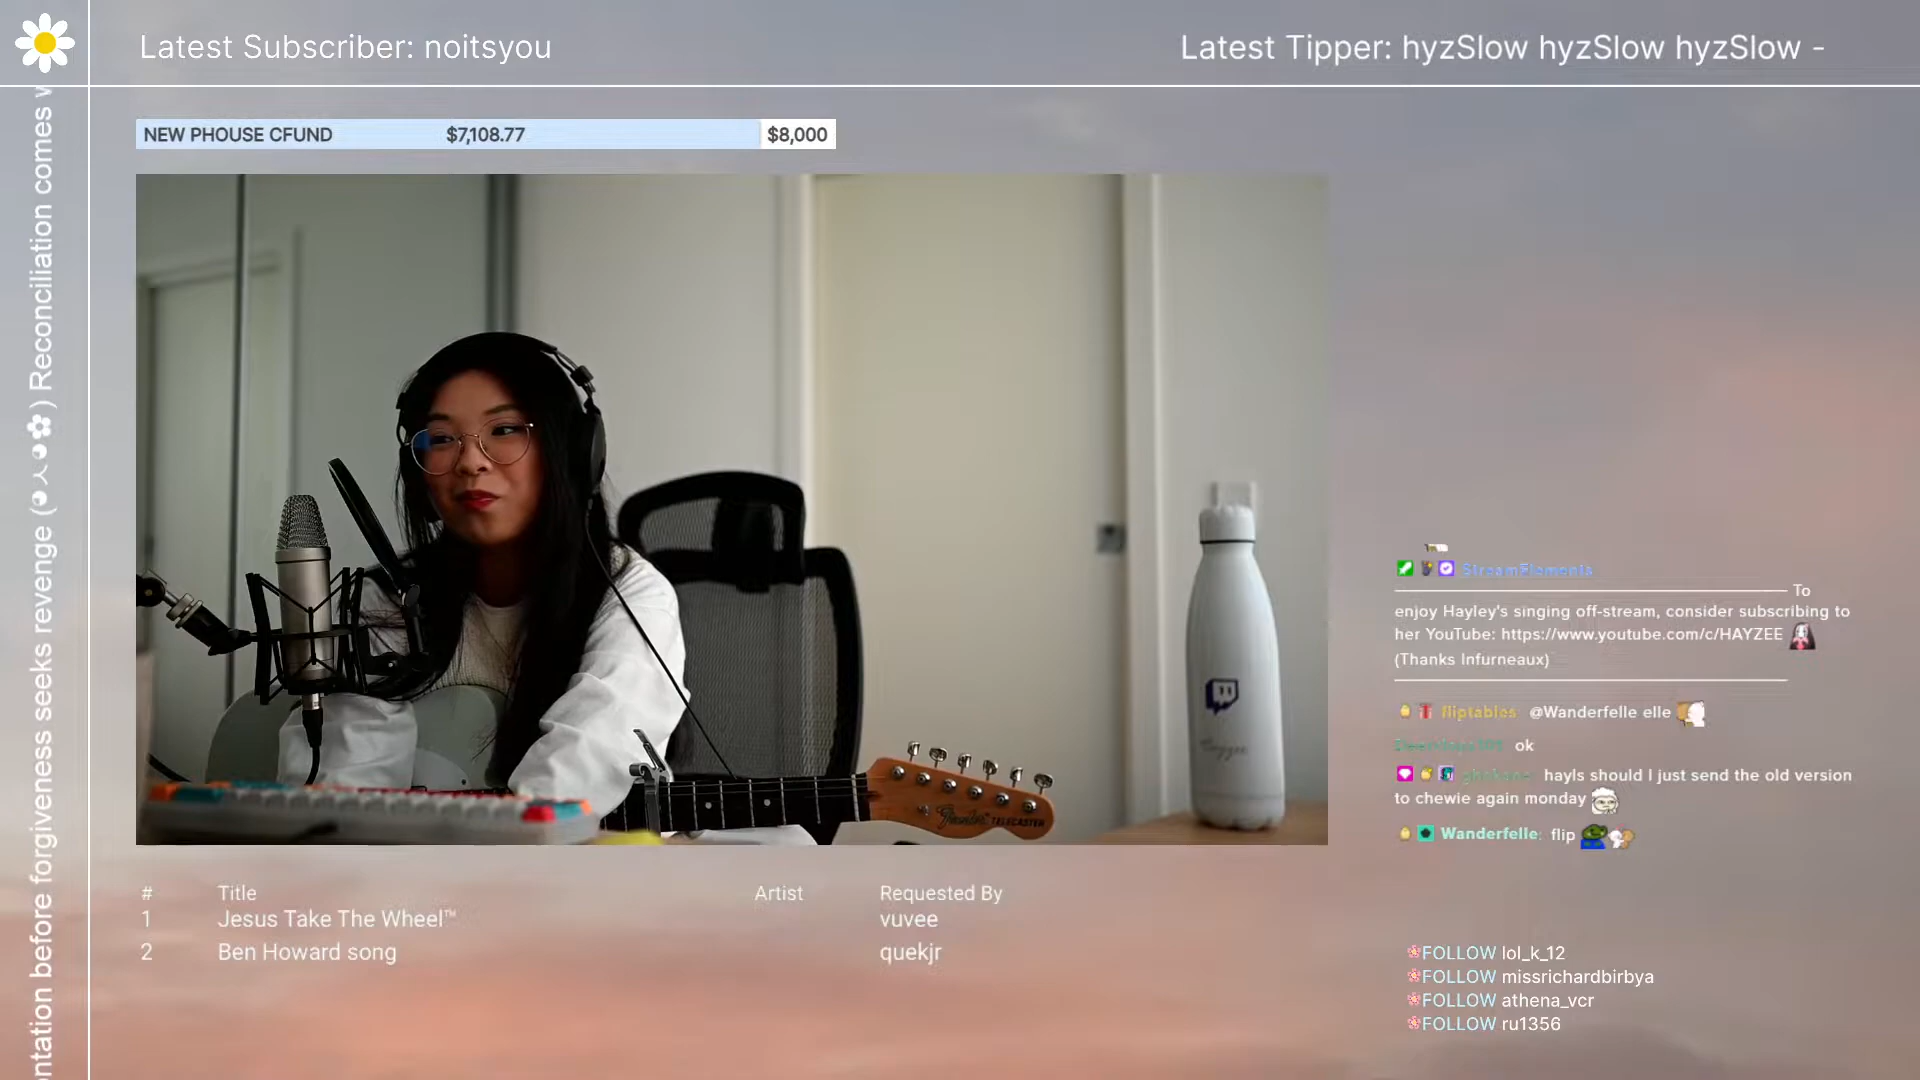 Latest Subscriber: noitsyou
Latest Tipper: hyzSlow hyzSlow hyzSlow -
ntation before forgiveness seeks revenge (◕ㅅ◕✿) Reconciliation comes w
NEW PHOUSE CFUND $7,108.77 $8,000
Fender TELECASTER
StreamElements
To
enjoy Hayley's singing off-stream, consider subscribing to
her YouTube: https://www.youtube.com/c/HAYZEE
(Thanks Infurneaux)
fliptables @Wanderfelle elle
ok
hayls should I just send the old version
to chewie again monday
Wanderfelle: flip
# Title Artist Requested By
1 Jesus Take The Wheel™ vuvee
2 Ben Howard song quekjr
FOLLOW lol_k_12
FOLLOW missrichardbirbya
FOLLOW athena_vcr
FOLLOW ru1356